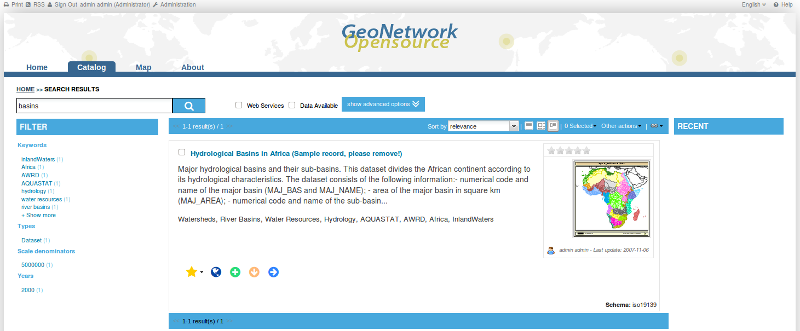 Print RSS Sign Out admin admin (Administrator) Administration
English Help
GeoNetwork
Opensource
Home Catalog Map About
HOME >> SEARCH RESULTS
basins
Web Services Data Available show advanced options
FILTER
Keywords
inlandWaters (1)
Africa (1)
AWRD (1)
AQUASTAT (1)
hydrology (1)
water resources (1)
river basins (1)
+ Show more
Types
Dataset (1)
Scale denominators
5000000 (1)
Years
2000 (1)
1-1 result(s) / 1
Sort by relevance
| 0 Selected Other actions |
Hydrological Basins in Africa (Sample record, please remove!)
Major hydrological basins and their sub-basins. This dataset divides the African continent according to
its hydrological characteristics. The dataset consists of the following information:- numerical code and
name of the major basin (MAJ_BAS and MAJ_NAME); - area of the major basin in square km
(MAJ_AREA); - numerical code and name of the sub-basin...
Watersheds, River Basins, Water Resources, Hydrology, AQUASTAT, AWRD, Africa, InlandWaters
admin admin - Last update: 2007-11-06
Schema: iso19139
1-1 result(s) / 1
RECENT